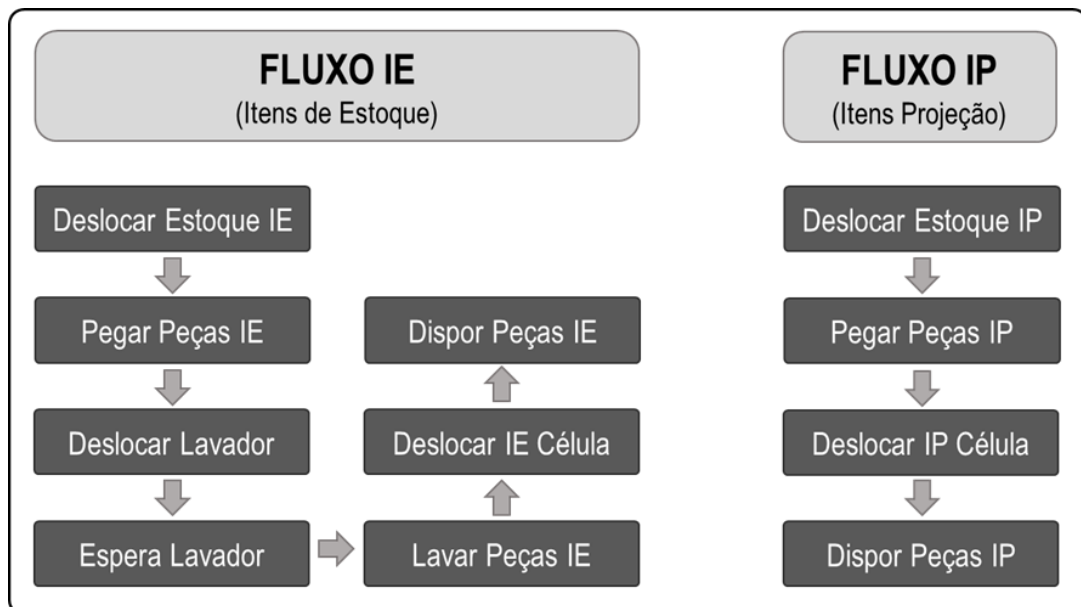 FLUXO IE
(Itens de Estoque)
Deslocar Estoque IE
Pegar Peças IE
Deslocar Lavador
Espera Lavador
Lavar Peças IE
Deslocar IE Célula
Dispor Peças IE
FLUXO IP
(Itens Projeção)
Deslocar Estoque IP
Pegar Peças IP
Deslocar IP Célula
Dispor Peças IP